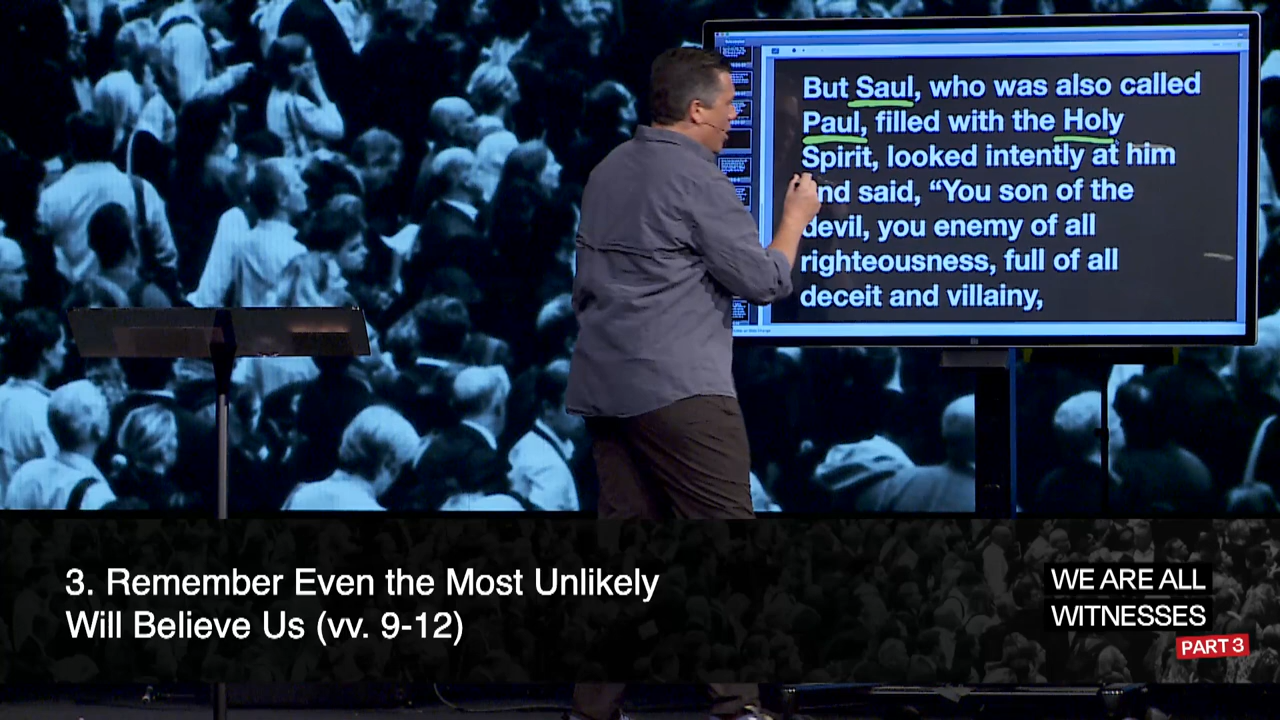 But Saul, who was also called
Paul, filled with the Holy
Spirit, looked intently at him
nd said, “You son of the
devil, you enemy of all
righteousness, full of all
deceit and villainy,
3. Remember Even the Most Unlikely
Will Believe Us (vv. 9-12)
WE ARE ALL
WITNESSES
PART 3